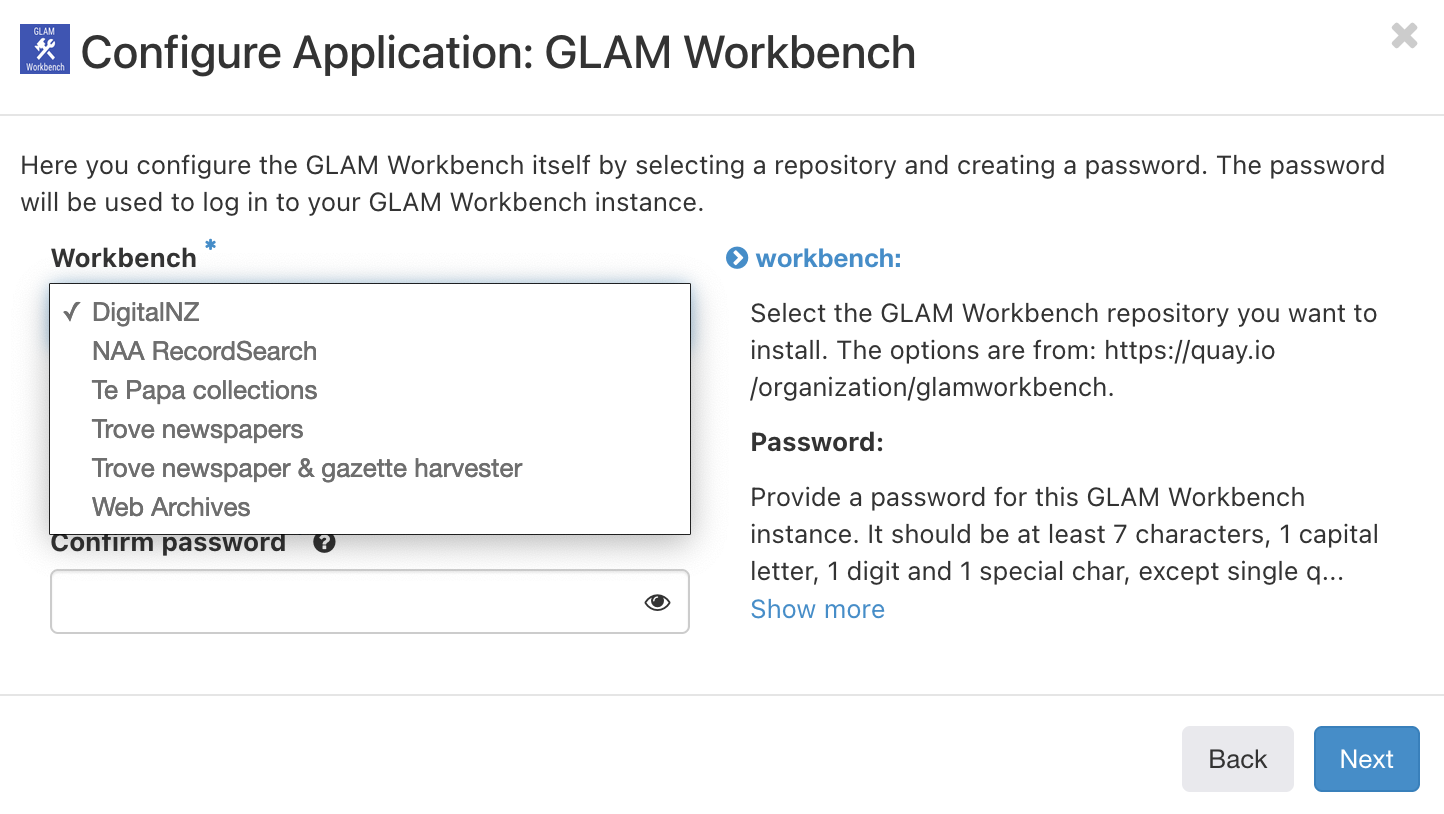 GLAM
Workbench
Configure Application: GLAM Workbench
Here you configure the GLAM Workbench itself by selecting a repository and creating a password. The password
will be used to log in to your GLAM Workbench instance.
Workbench *
✓ DigitalNZ
NAA RecordSearch
Te Papa collections
Trove newspapers
Trove newspaper & gazette harvester
Web Archives
Confirm password ?
workbench:
Select the GLAM Workbench repository you want to
install. The options are from: https://quay.io
/organization/glamworkbench.
Password:
Provide a password for this GLAM Workbench
instance. It should be at least 7 characters, 1 capital
letter, 1 digit and 1 special char, except single q...
Show more
Back
Next